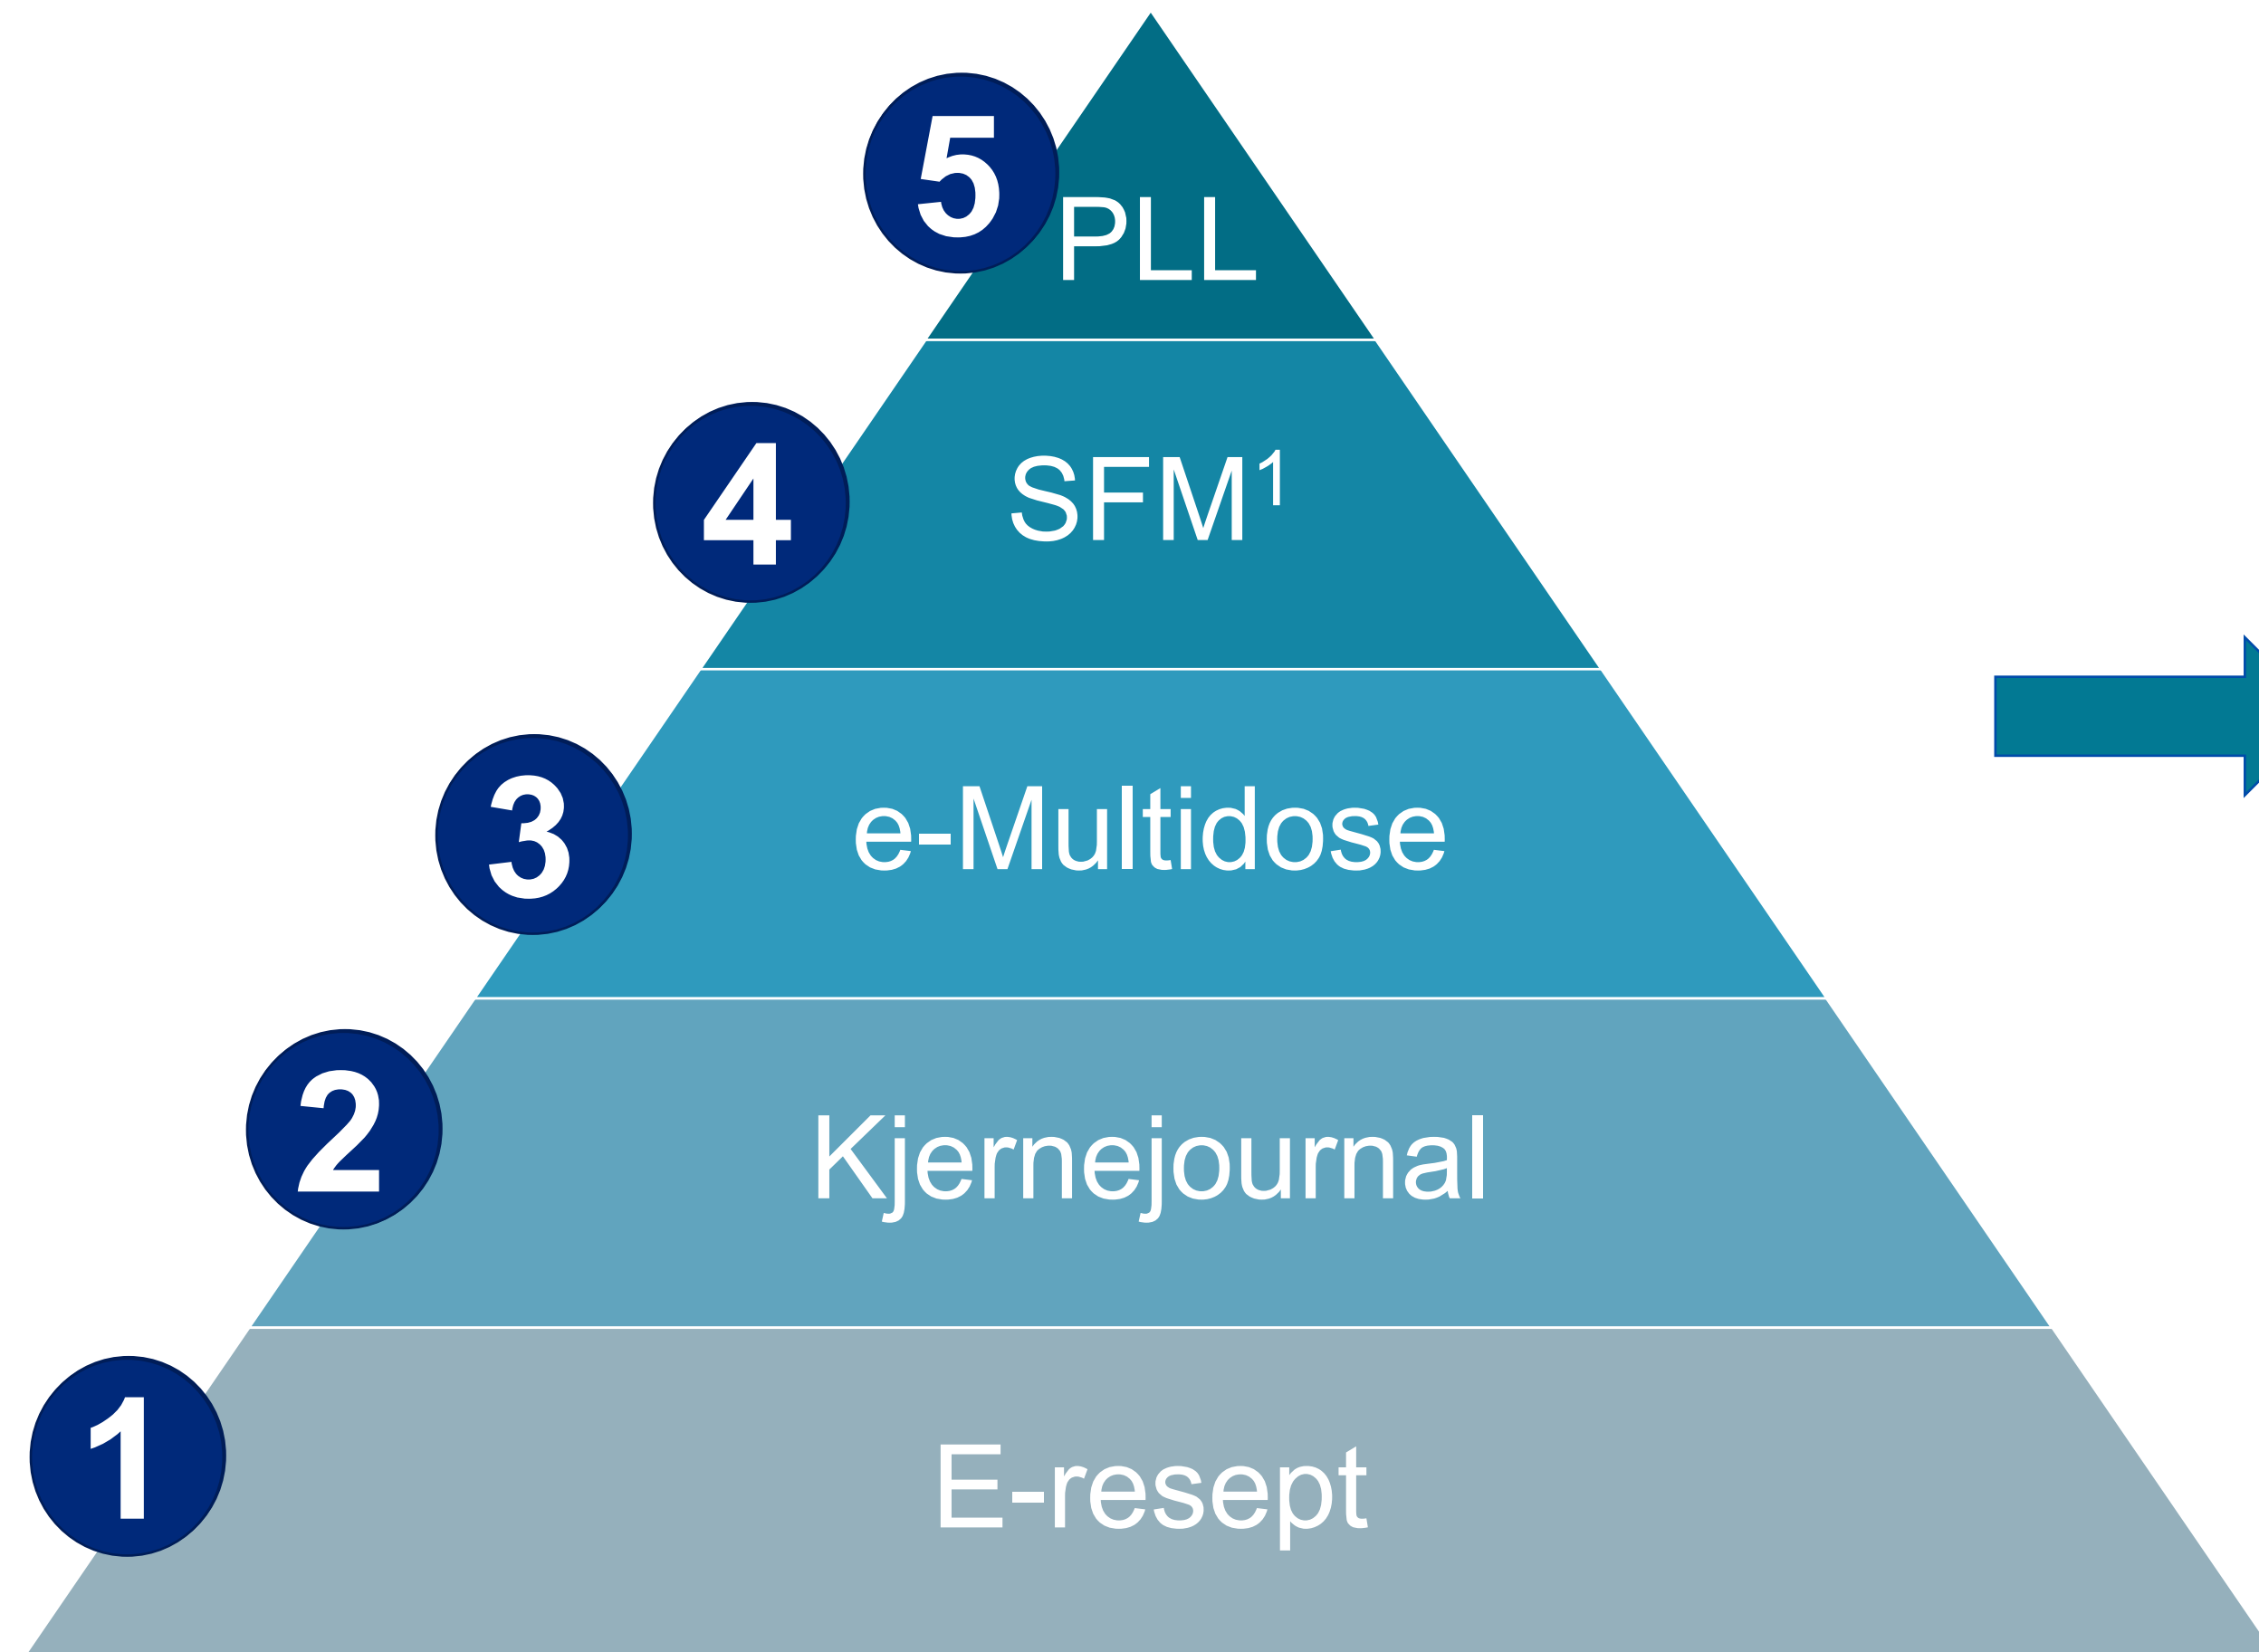 5
PLL
4
SFM¹
3
e-Multidose
2
Kjernejournal
1
E-resept